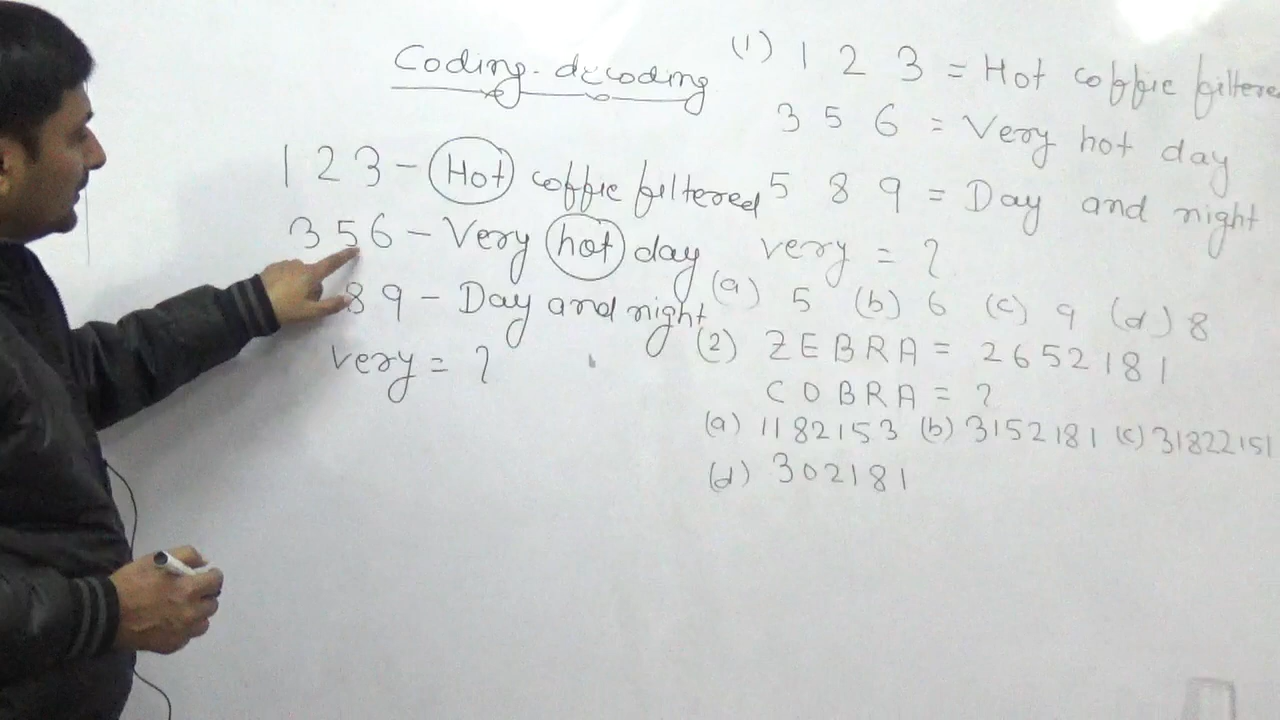 Coding-decoding
1 2 3 - Hot coffie filtered
3 5 6 - Very hot day
8 9 - Day and night
very = ?
(1) 1 2 3 = Hot coffie filtered
3 5 6 = Very hot day
5 8 9 = Day and night
very = ?
(a) 5 (b) 6 (c) 9 (d) 8
(2) ZEBRA = 2652181
COBRA = ?
(a) 1182153 (b) 3152181 (c) 31822151
(d) 302181